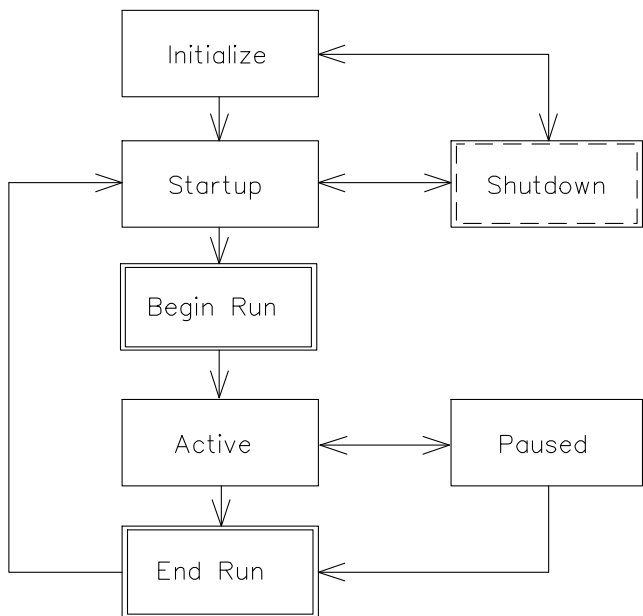 Initialize
Startup
Shutdown
Begin Run
Active
Paused
End Run